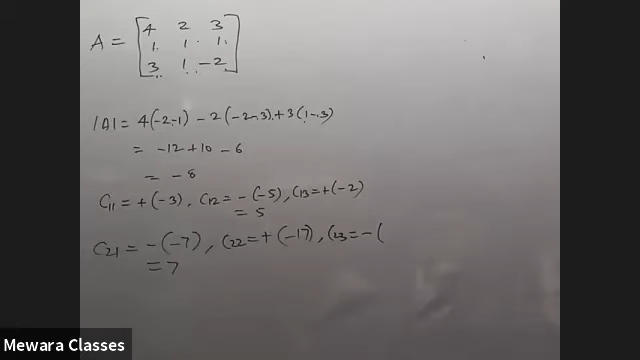 A = [4 2 3
1 1 1
3 1 -2]
|A| = 4(-2-1) - 2(-2-3) + 3(1-3)
= -12 + 10 - 6
= -8
C11 = +(-3), C12 = -(-5), C13 = +(-2)
= 5
C21 = -(-7), C22 = +(-17), C23 = -(
= 7
Mewara Classes